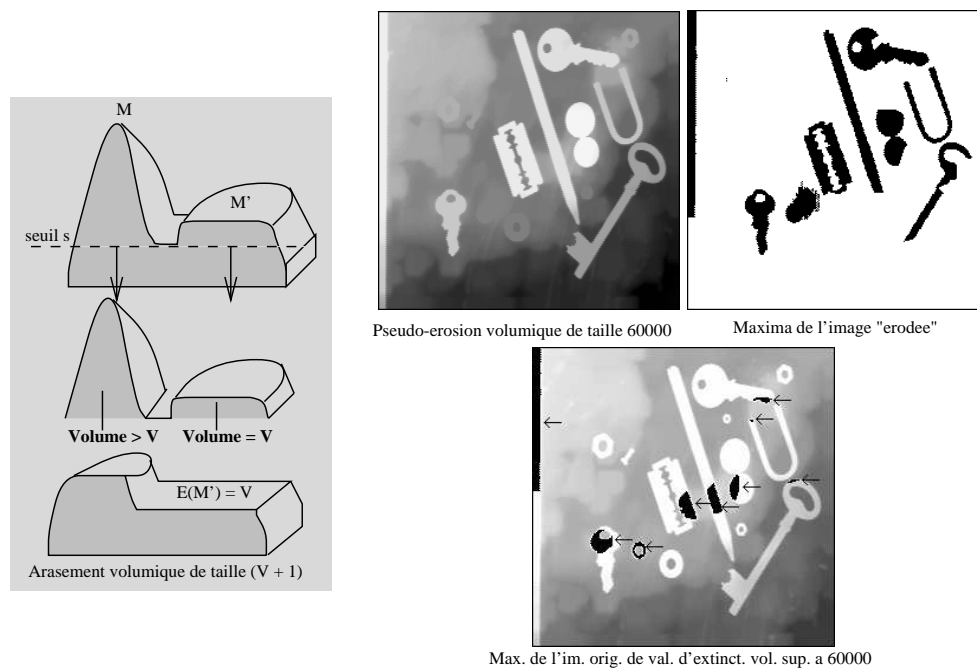 M
M'
seuil s
Volume > V Volume = V
E(M') = V
Arasement volumique de taille (V + 1)
Pseudo-erosion volumique de taille 60000
Maxima de l'image "erodee"
Max. de l'im. orig. de val. d'extinct. vol. sup. a 60000